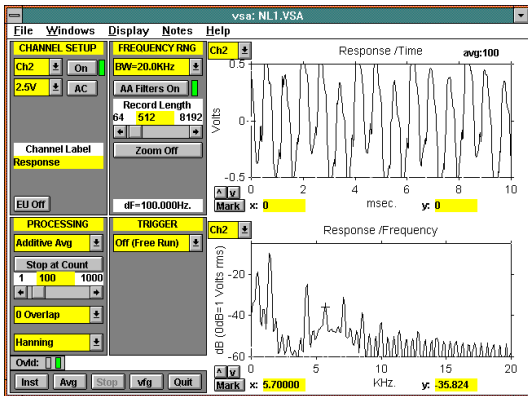 vsa: NL1.VSA
File Windows Display Notes Help
CHANNEL SETUP
Ch2 On
2.5V AC
Channel Label
Response
EU Off
FREQUENCY RNG
BW=20.0KHz
AA Filters On
Record Length
64 512 8192
Zoom Off
dF=100.000Hz.
Ch2
Response /Time
avg:100
Volts
0.5
0
-0.5
0 2 4 6 8 10
msec.
^ v
Mark x: 0 y: 0
PROCESSING
Additive Avg
Stop at Count
1 100 1000
0 Overlap
Hanning
TRIGGER
Off (Free Run)
Ch2
Response /Frequency
dB (0dB=1 Volts rms)
-20
-40
-60
0 5 10 15 20
KHz.
^ v
Mark x: 5.70000 y: -35.824
Ovld:
Inst Avg Stop vfg Quit